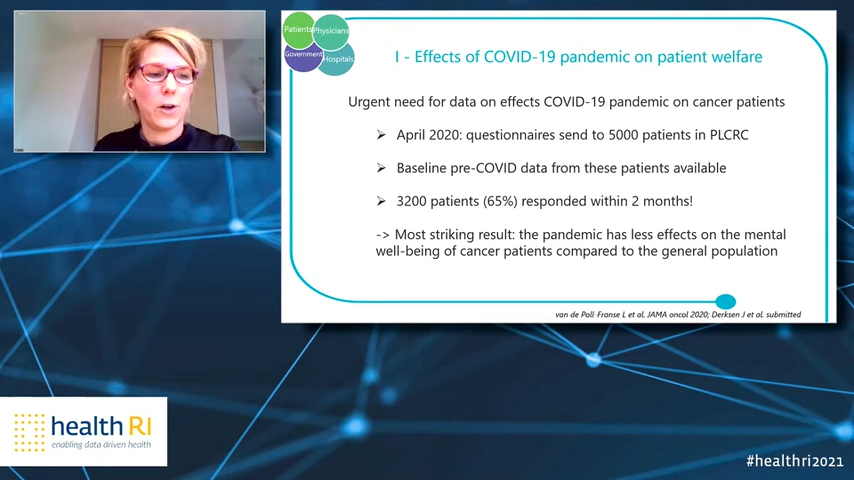 Patients
Physicians
Government
Hospitals
I - Effects of COVID-19 pandemic on patient welfare
Urgent need for data on effects COVID-19 pandemic on cancer patients
➢ April 2020: questionnaires send to 5000 patients in PLCRC
➢ Baseline pre-COVID data from these patients available
➢ 3200 patients (65%) responded within 2 months!
-> Most striking result: the pandemic has less effects on the mental
well-being of cancer patients compared to the general population
van de Poll-Franse L et al. JAMA oncol 2020; Derksen J et al. submitted
health RI
enabling data driven health
#healthri2021